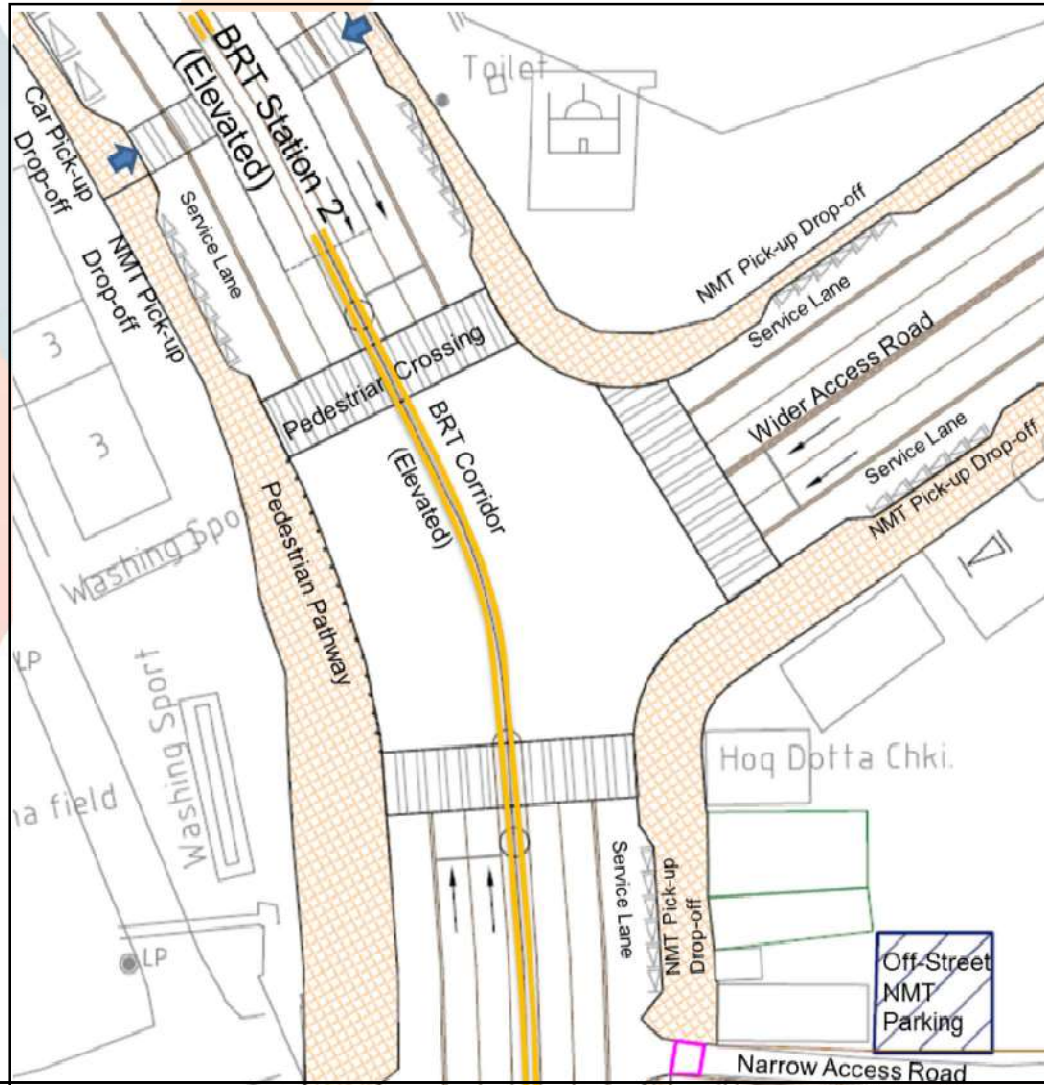 BRT Station 2
(Elevated)
Toilet
Car Pick-up
Drop-off
NMT Pick-up
Drop-off
Service Lane
NMT Pick-up Drop-off
Service Lane
Wider Access Road
Service Lane
NMT Pick-up Drop-off
Pedestrian Crossing
BRT Corridor
(Elevated)
3
3
Washing Spo
Pedestrian Pathway
LP
Washing Sport
na field
LP
Hoq Dotta Chki.
Service Lane
NMT Pick-up
Drop-off
Off-Street
NMT
Parking
Narrow Access Road